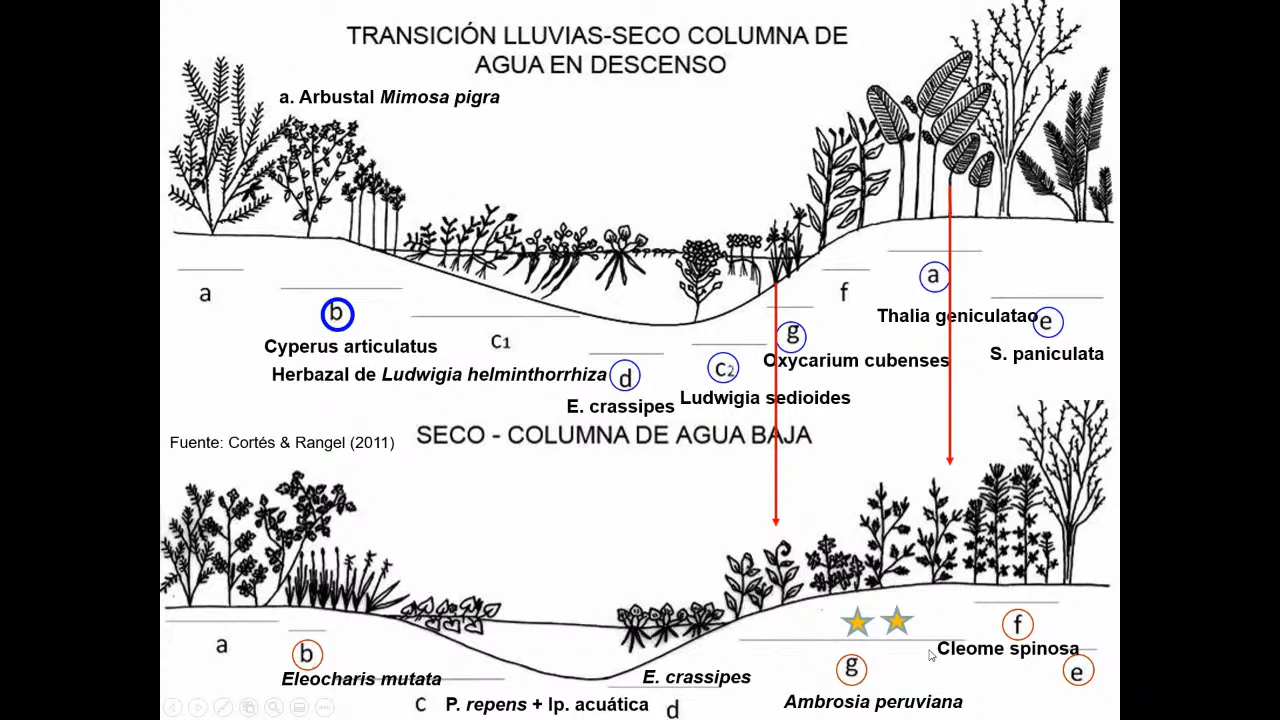 TRANSICIÓN LLUVIAS-SECO COLUMNA DE
AGUA EN DESCENSO
a. Arbustal Mimosa pigra
a
b
Cyperus articulatus
C1
Herbazal de Ludwigia helminthorrhiza
d
E. crassipes
c2
Ludwigia sedioides
g
Oxycarium cubenses
f
a
Thalia geniculatao
e
S. paniculata
Fuente: Cortés & Rangel (2011)
SECO - COLUMNA DE AGUA BAJA
a
b
Eleocharis mutata
C
P. repens + Ip. acuática
E. crassipes
d
g
Ambrosia peruviana
f
Cleome spinosa
e